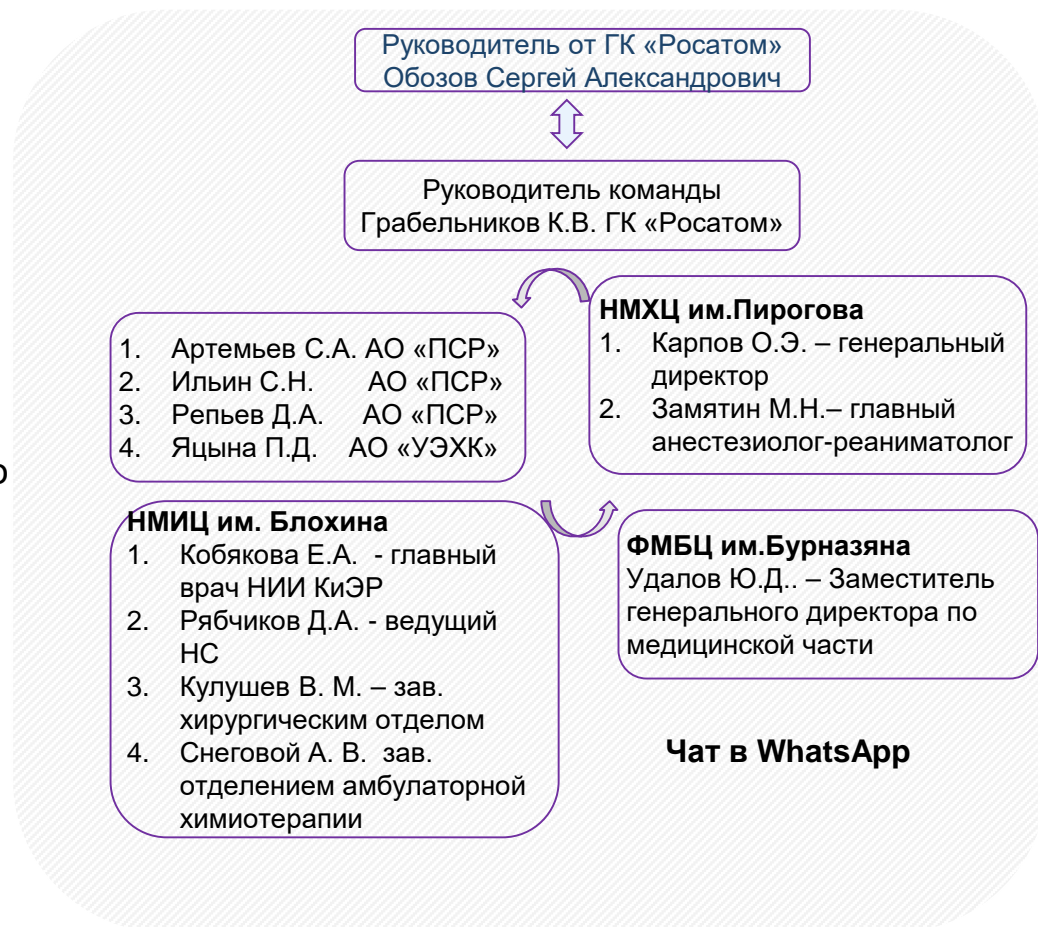 Руководитель от ГК «Росатом»
Обозов Сергей Александрович
Руководитель команды
Грабельников К.В. ГК «Росатом»
1. Артемьев С.А. АО «ПСР»
2. Ильин С.Н. АО «ПСР»
3. Репьев Д.А. АО «ПСР»
4. Яцына П.Д. АО «УЭХК»
НМХЦ им.Пирогова
1. Карпов О.Э. – генеральный
директор
2. Замятин М.Н.– главный
анестезиолог-реаниматолог
НМИЦ им. Блохина
1. Кобякова Е.А. - главный
врач НИИ КиЭР
2. Рябчиков Д.А. - ведущий
НС
3. Кулушев В. М. – зав.
хирургическим отделом
4. Снеговой А. В. зав.
отделением амбулаторной
химиотерапии
ФМБЦ им.Бурназяна
Удалов Ю.Д.. – Заместитель
генерального директора по
медицинской части
Чат в WhatsApp